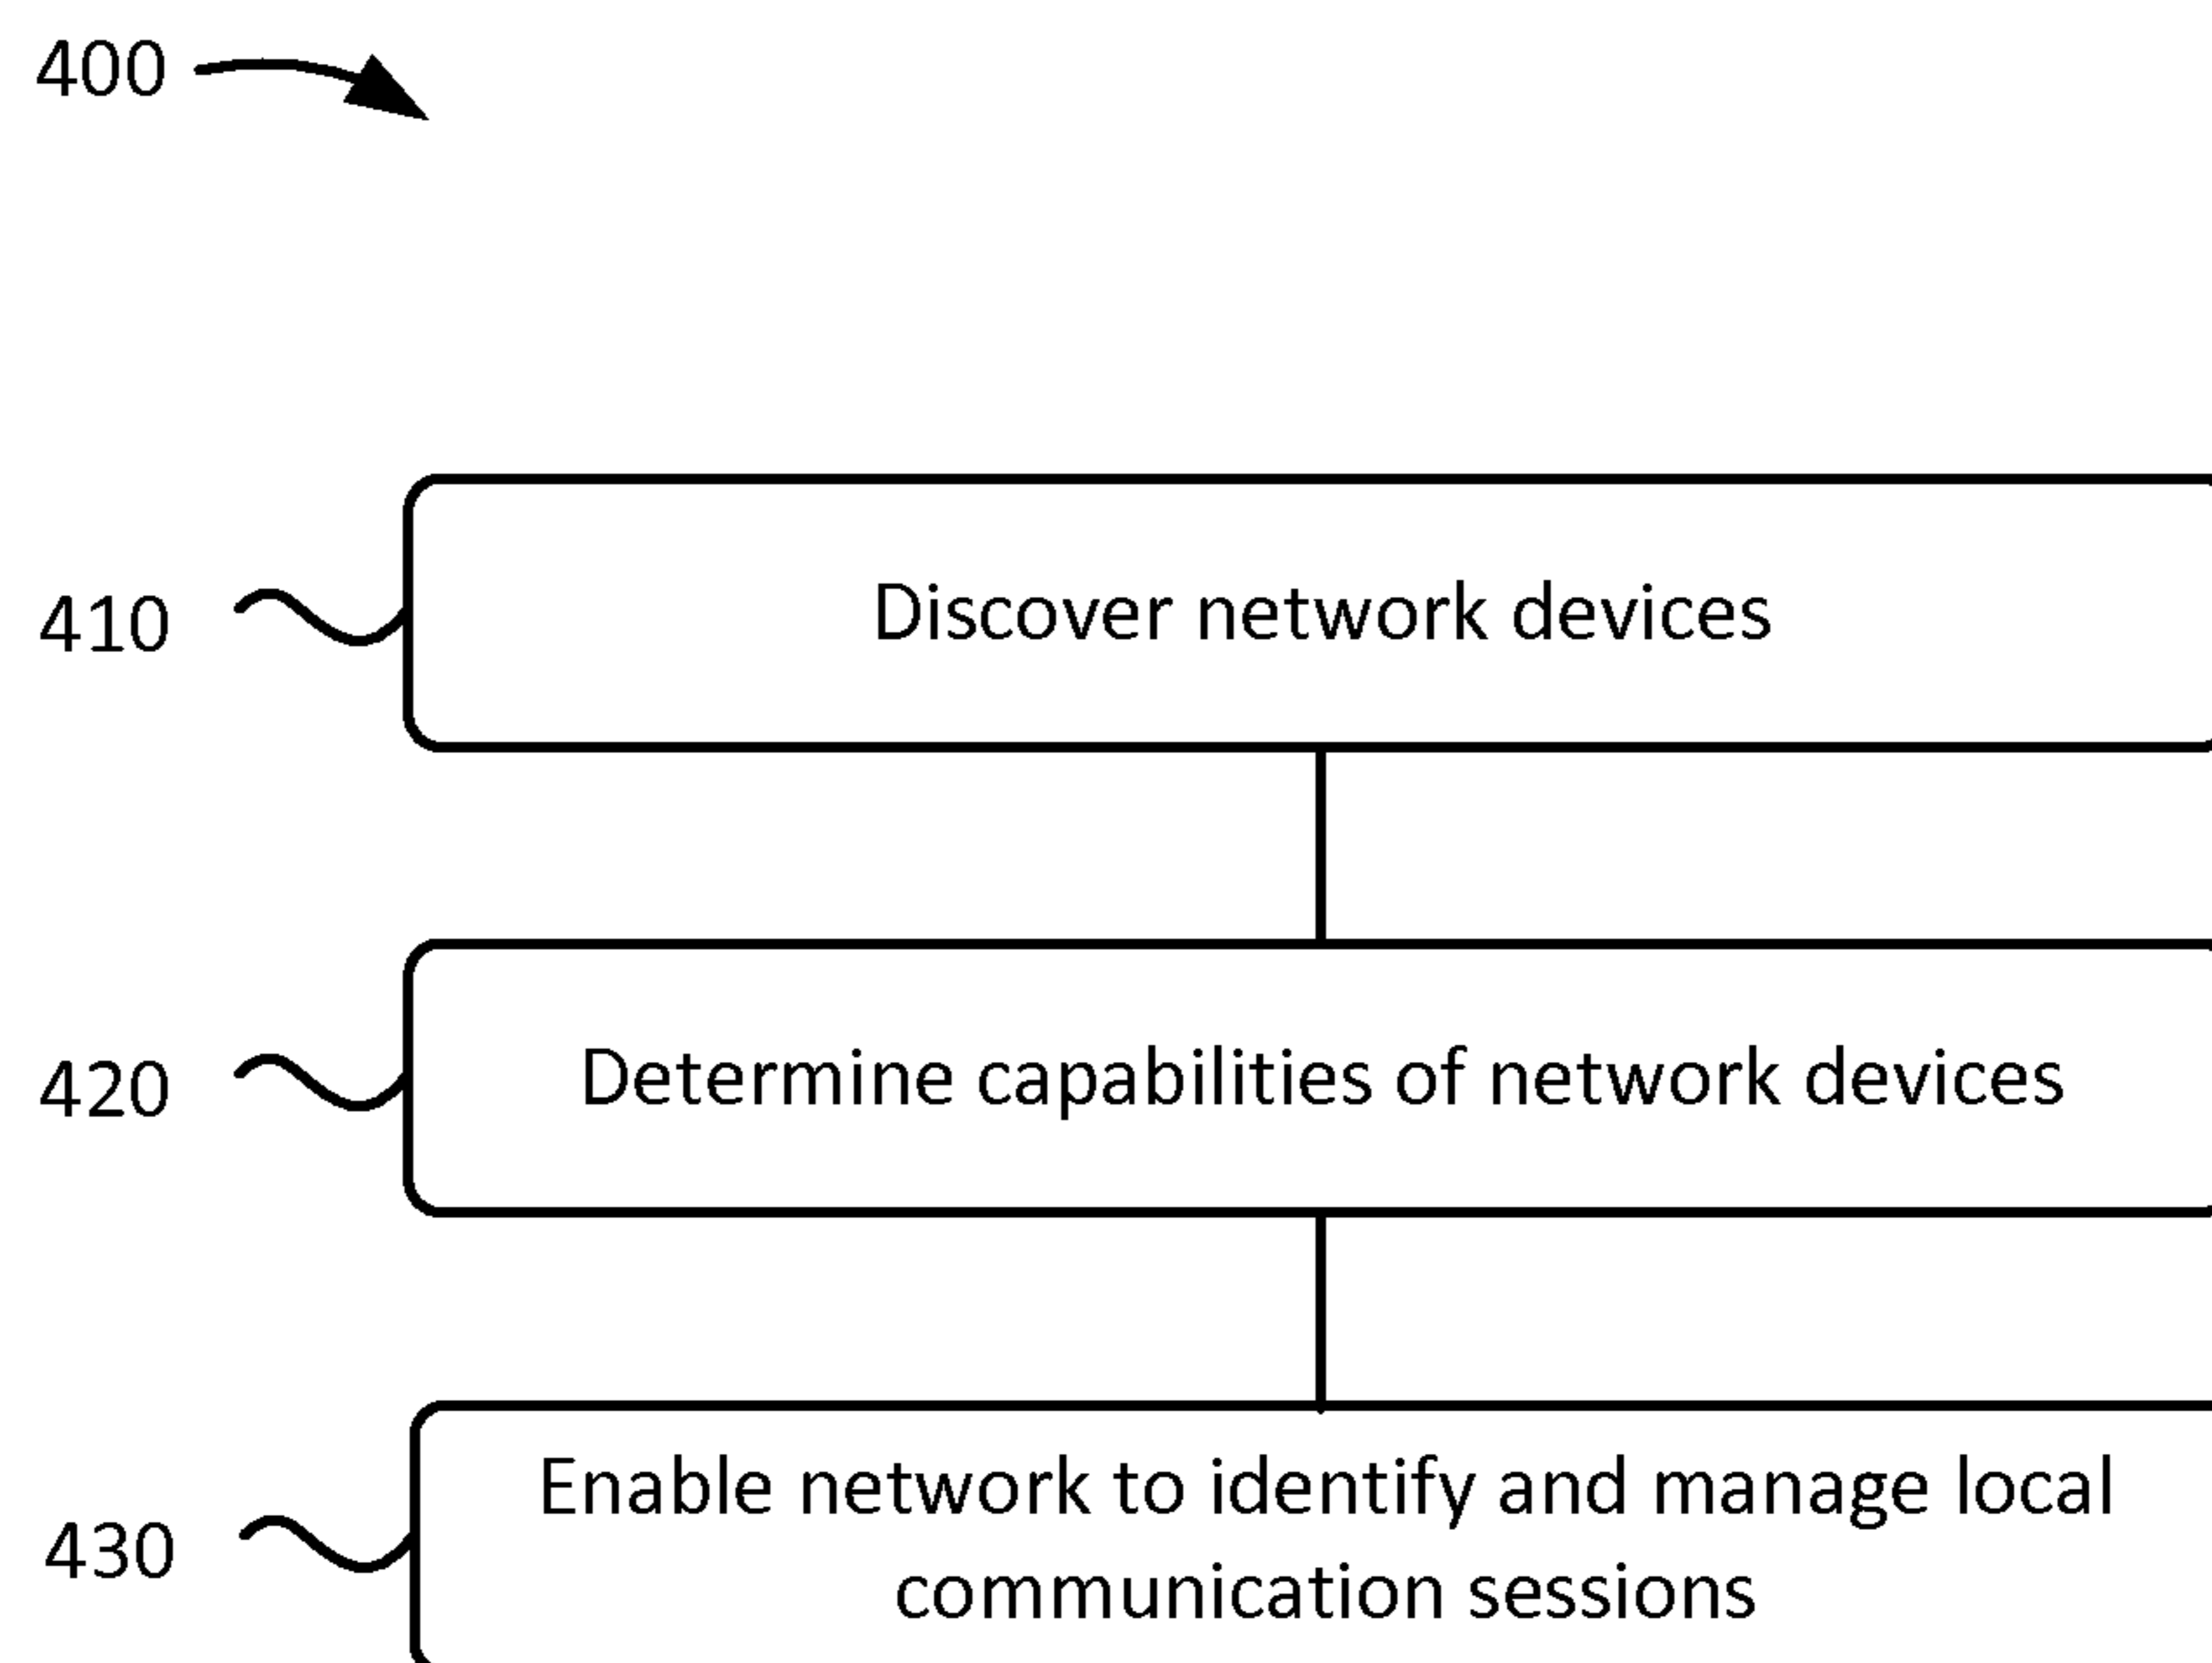 400
410
Discover network devices
420
Determine capabilities of network devices
430
Enable network to identify and manage local
communication sessions